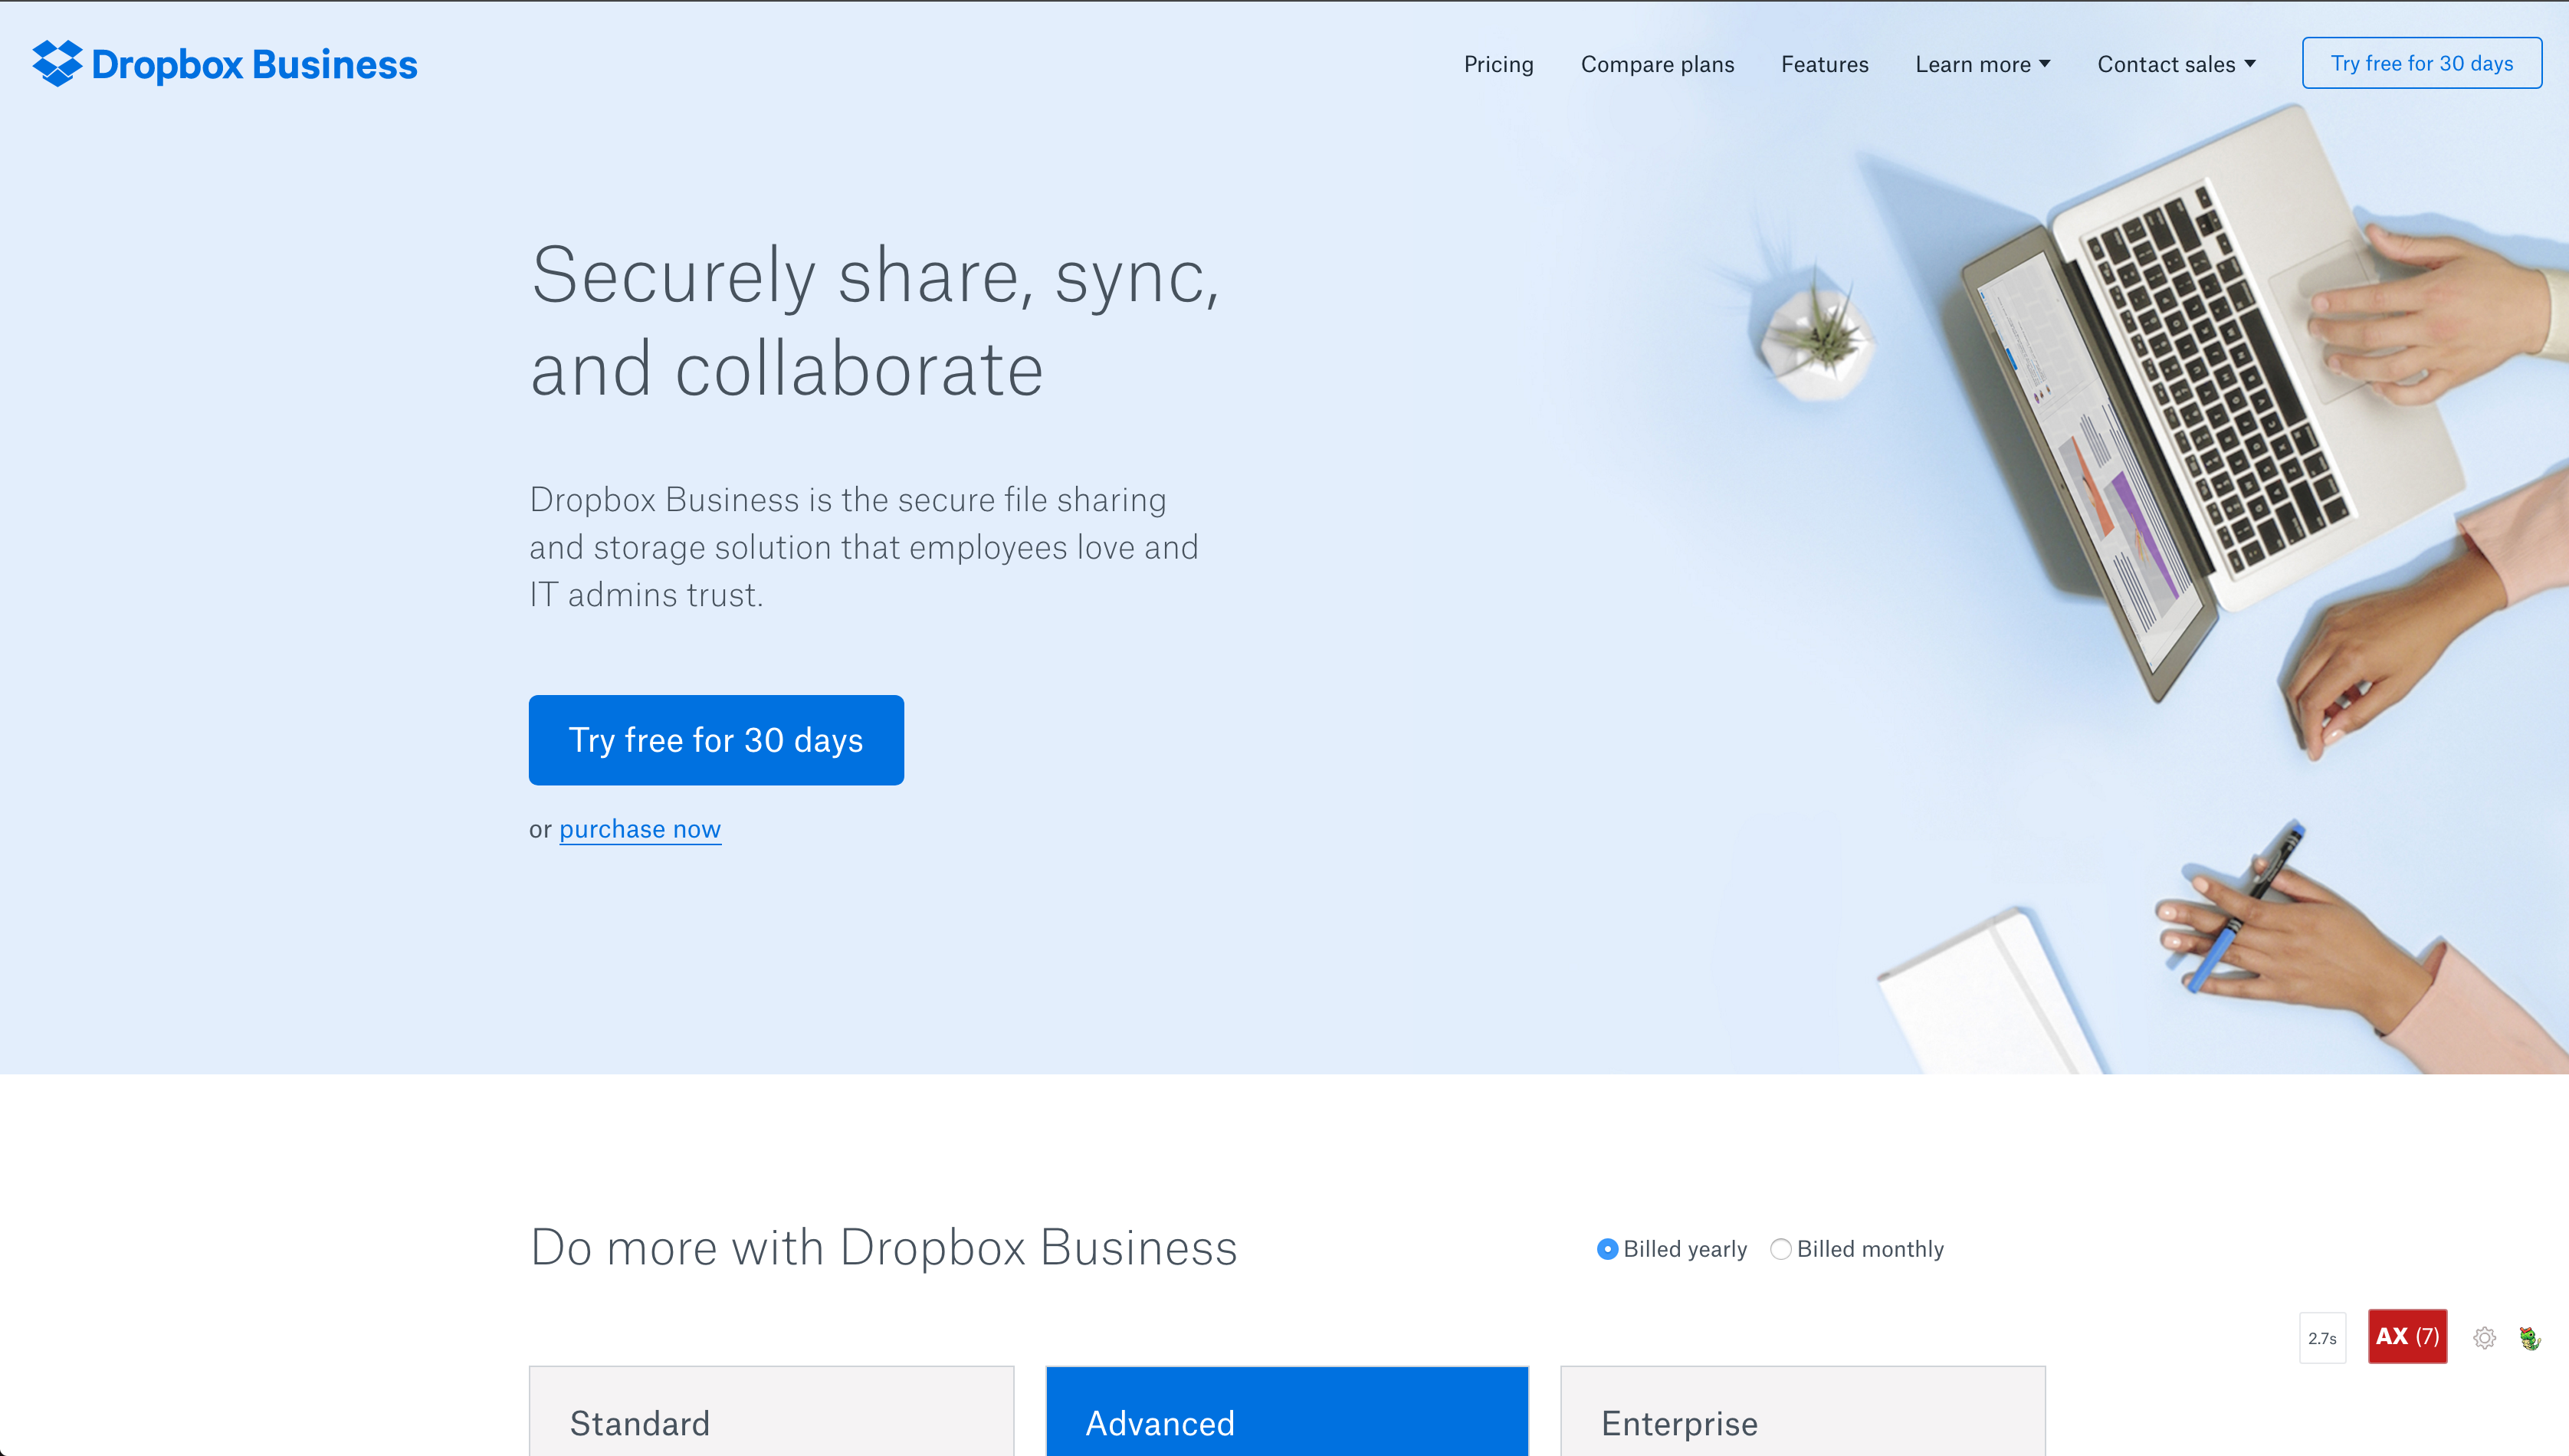 Dropbox Business
Pricing
Compare plans
Features
Learn more
Contact sales
Try free for 30 days
Securely share, sync,
and collaborate
Dropbox Business is the secure file sharing
and storage solution that employees love and
IT admins trust.
Try free for 30 days
or purchase now
Do more with Dropbox Business
Billed yearly
Billed monthly
2.7s
AX (7)
Standard
Advanced
Enterprise